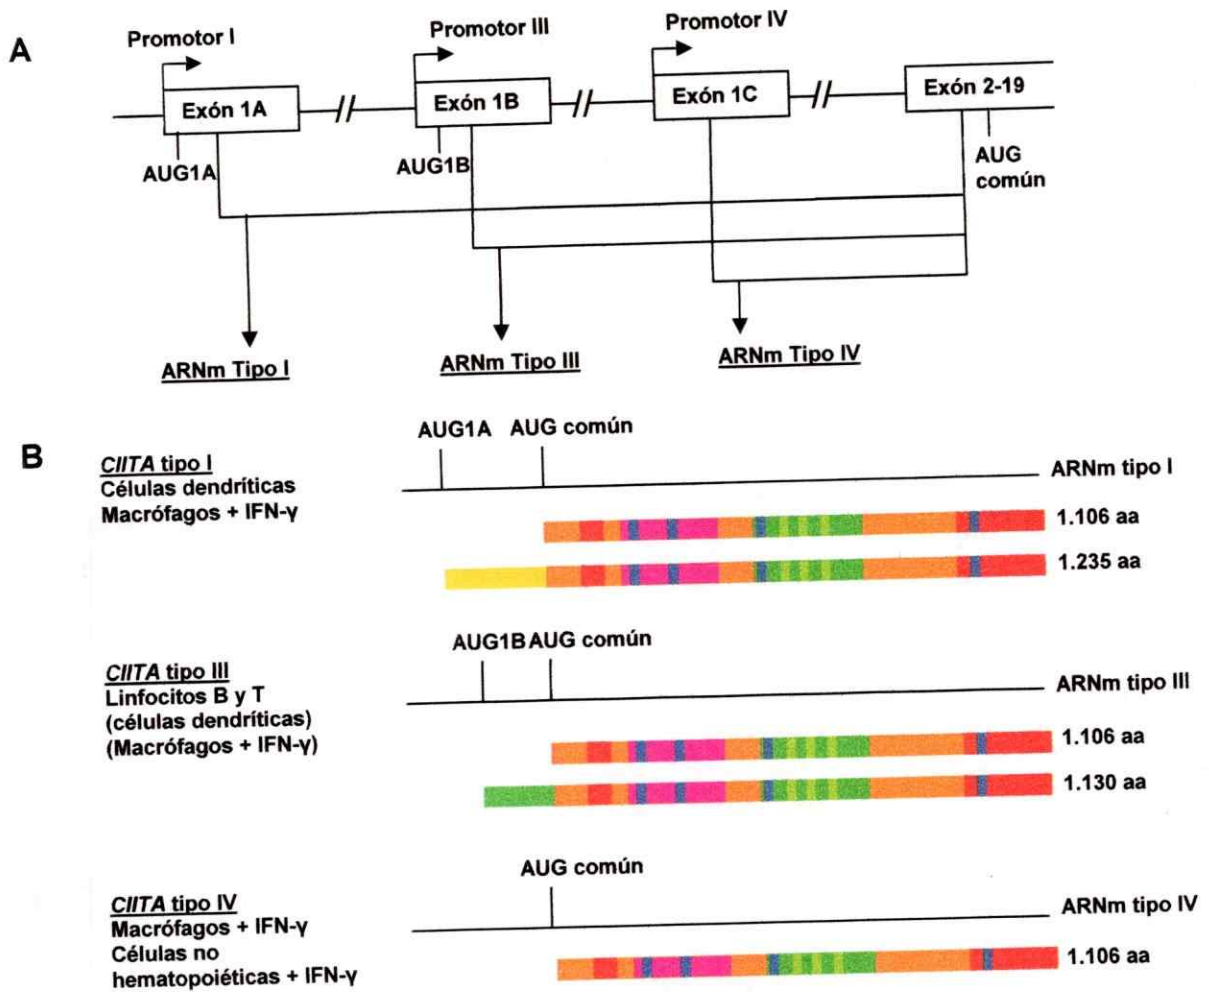 A
Promotor I
Promotor III
Promotor IV
Exón 1A
Exón 1B
Exón 1C
Exón 2-19
AUG1A
AUG1B
AUG
común
ARNm Tipo I
ARNm Tipo III
ARNm Tipo IV
B
CIITA tipo I
Células dendríticas
Macrófagos + IFN-γ
AUG1A AUG común
ARNm tipo I
1.106 aa
1.235 aa
CIITA tipo III
Linfocitos B y T
(células dendríticas)
(Macrófagos + IFN-γ)
AUG1B AUG común
ARNm tipo III
1.106 aa
1.130 aa
CIITA tipo IV
Macrófagos + IFN-γ
Células no
hematopoiéticas + IFN-γ
AUG común
ARNm tipo IV
1.106 aa